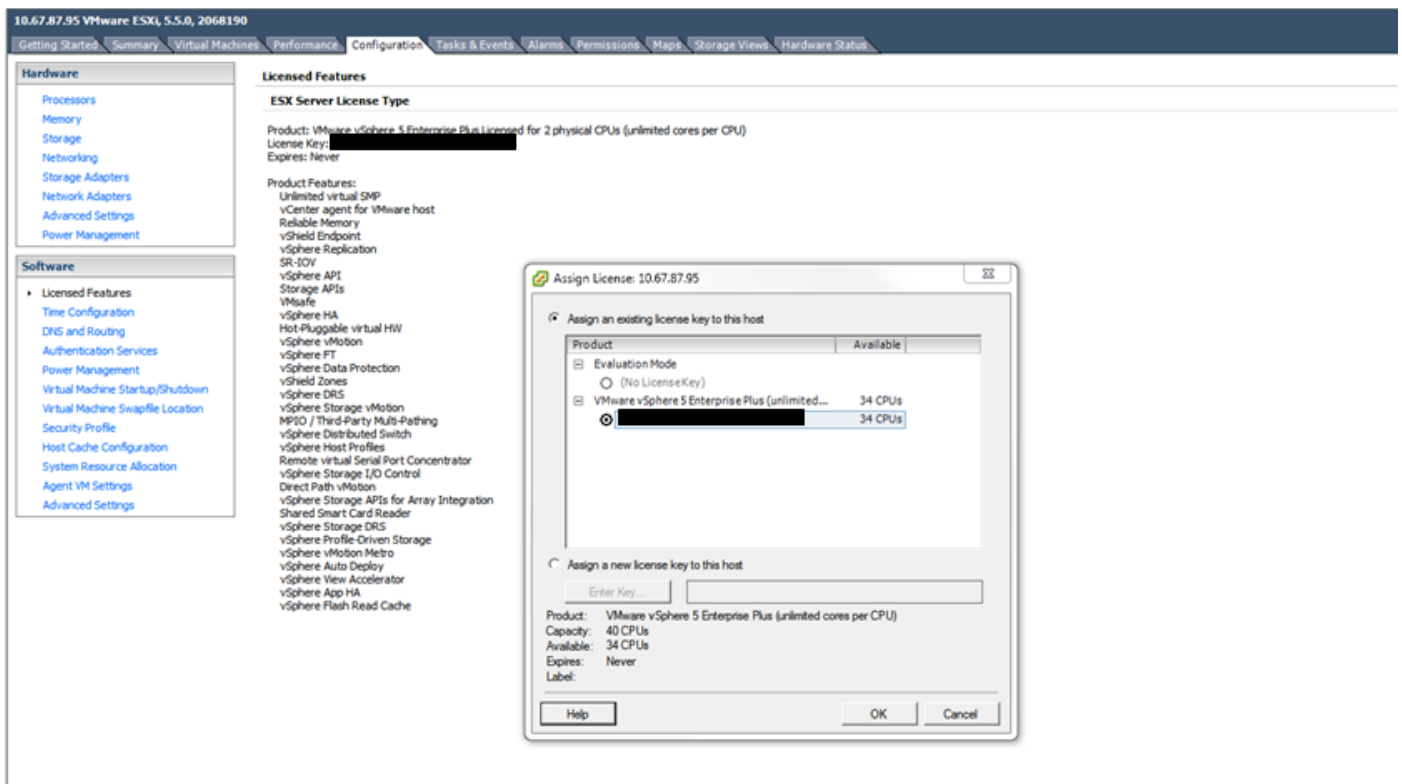 10.67.87.95 VMware ESXi, 5.5.0, 2068190
Getting Started Summary Virtual Machines Performance Configuration Tasks & Events Alarms Permissions Maps Storage Views Hardware Status
Hardware
Processors
Memory
Storage
Networking
Storage Adapters
Network Adapters
Advanced Settings
Power Management
Software
Licensed Features
Time Configuration
DNS and Routing
Authentication Services
Power Management
Virtual Machine Startup/Shutdown
Virtual Machine Swapfile Location
Security Profile
Host Cache Configuration
System Resource Allocation
Agent VM Settings
Advanced Settings
Licensed Features
ESX Server License Type
Product: VMware vSphere 5 Enterprise Plus Licensed for 2 physical CPUs (unlimited cores per CPU)
License Key:
Expires: Never
Product Features:
Unlimited virtual SMP
vCenter agent for VMware host
Reliable Memory
vShield Endpoint
vSphere Replication
SR-IOV
vSphere API
Storage APIs
VMsafe
vSphere HA
Hot-Pluggable virtual HW
vSphere vMotion
vSphere FT
vSphere Data Protection
vShield Zones
vSphere DRS
vSphere Storage vMotion
MPIO / Third-Party Multi-Pathing
vSphere Distributed Switch
vSphere Host Profiles
Remote virtual Serial Port Concentrator
vSphere Storage I/O Control
Direct Path vMotion
vSphere Storage APIs for Array Integration
Shared Smart Card Reader
vSphere Storage DRS
vSphere Profile-Driven Storage
vSphere vMotion Metro
vSphere Auto Deploy
vSphere View Accelerator
vSphere App HA
vSphere Flash Read Cache
Assign License: 10.67.87.95
Assign an existing license key to this host
Product Available
Evaluation Mode
(No License Key)
VMware vSphere 5 Enterprise Plus (unlimited... 34 CPUs
34 CPUs
Assign a new license key to this host
Enter Key...
Product: VMware vSphere 5 Enterprise Plus (unlimited cores per CPU)
Capacity: 40 CPUs
Available: 34 CPUs
Expires: Never
Label:
Help OK Cancel